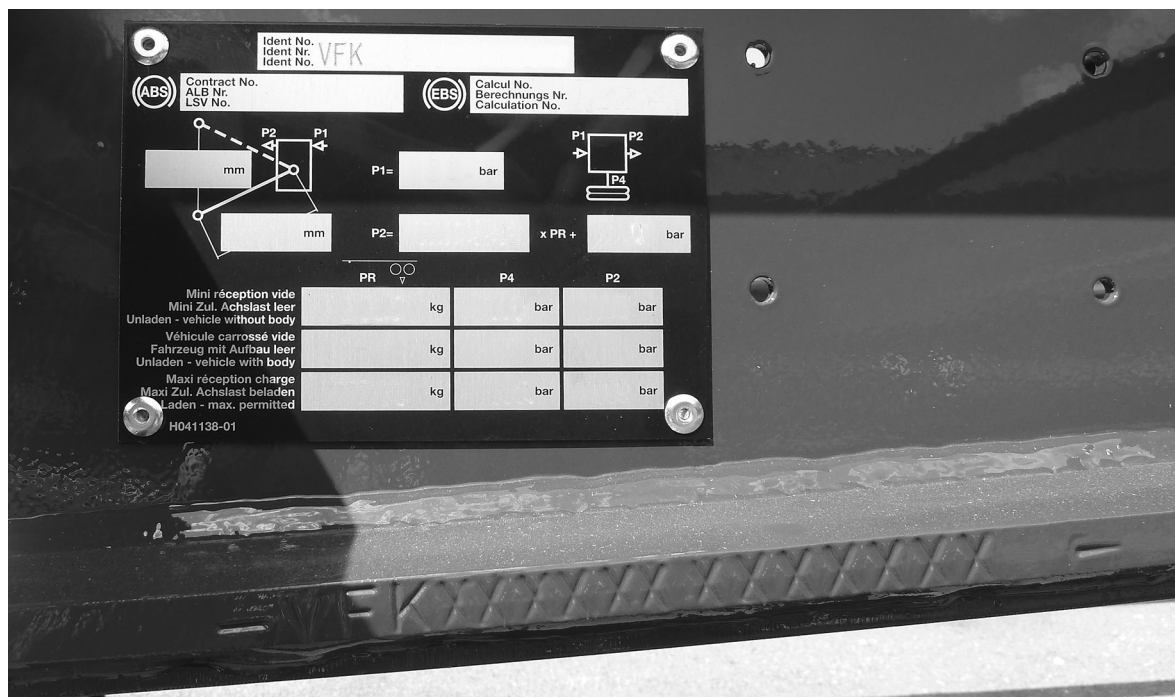 Ident No.
Ident Nr.
Ident No. VFK
ABS
Contract No.
ALB Nr.
LSV No.
EBS
Calcul No.
Berechnungs Nr.
Calculation No.
P2 P1
mm
P1= bar
P1 P2
P4
mm
P2= x PR + bar
PR P4 P2
Mini réception vide
Mini Zul. Achslast leer kg bar bar
Unladen - vehicle without body
Véhicule carrossé vide
Fahrzeug mit Aufbau leer kg bar bar
Unladen - vehicle with body
Maxi réception charge
Maxi Zul. Achslast beladen kg bar bar
Laden - max. permitted
H041138-01